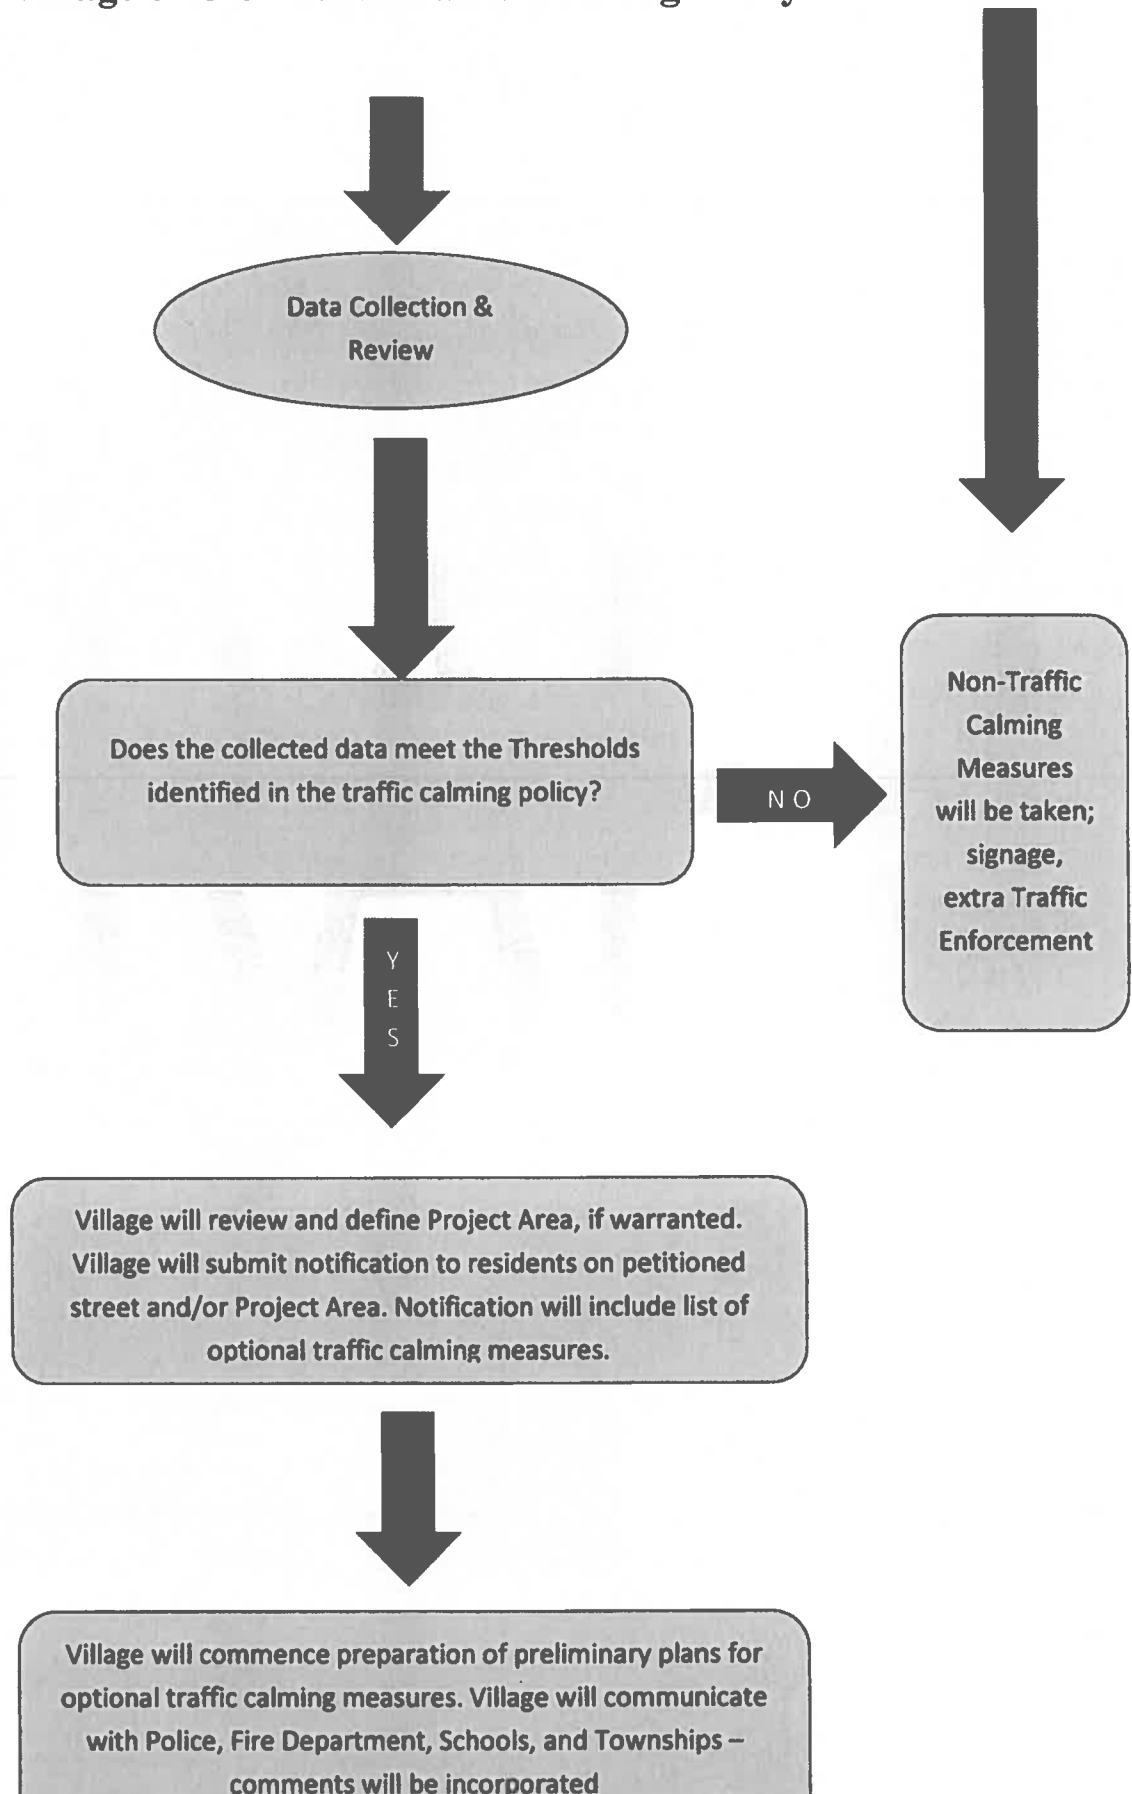 Data Collection &
Review
Does the collected data meet the Thresholds
identified in the traffic calming policy?
NO
Non-Traffic
Calming
Measures
will be taken;
signage,
extra Traffic
Enforcement
YES
Village will review and define Project Area, if warranted.
Village will submit notification to residents on petitioned
street and/or Project Area. Notification will include list of
optional traffic calming measures.
Village will commence preparation of preliminary plans for
optional traffic calming measures. Village will communicate
with Police, Fire Department, Schools, and Townships –
comments will be incorporated